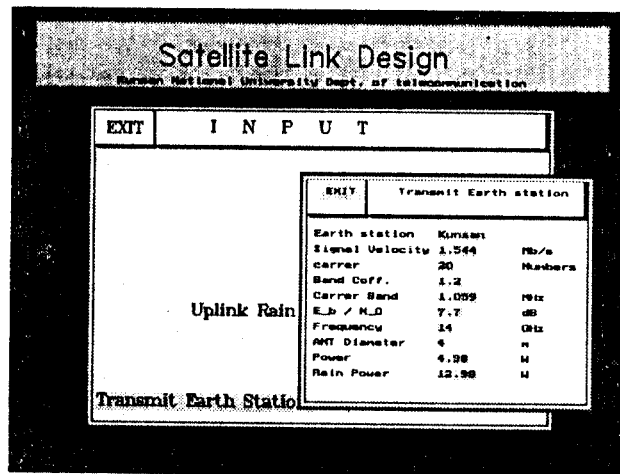 Satellite Link Design
Kunsan National University Dept. of telecommunication
EXIT I N P U T
EXIT Transmit Earth station
Earth station Kunsan
Signal Velocity 1.544 Mb/s
carrer 20 Numbers
Band Coff. 1.2
Carrer Band 1.059 MHz
E_b / N_O 7.7 dB
Frequency 14 GHz
ANT Diameter 4 M
Power 4.98 W
Rain Power 12.98 W
Uplink Rain
Transmit Earth Statio